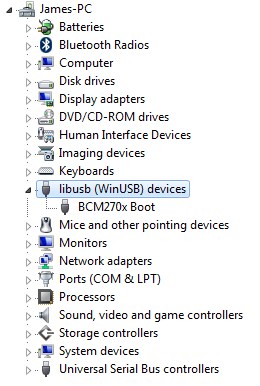 James-PC
Batteries
Bluetooth Radios
Computer
Disk drives
Display adapters
DVD/CD-ROM drives
Human Interface Devices
Imaging devices
Keyboards
libusb (WinUSB) devices
BCM270x Boot
Mice and other pointing devices
Monitors
Network adapters
Ports (COM & LPT)
Processors
Sound, video and game controllers
Storage controllers
System devices
Universal Serial Bus controllers